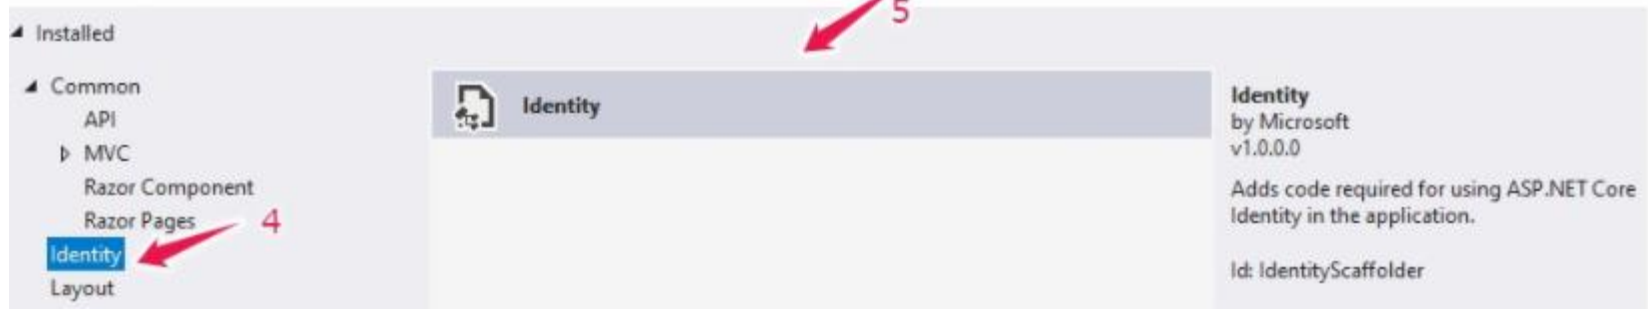 5
Installed
Common
API
MVC
Razor Component
Razor Pages
4
Identity
Layout
Identity
Identity
by Microsoft
v1.0.0.0
Adds code required for using ASP.NET Core
Identity in the application.
Id: IdentityScaffolder